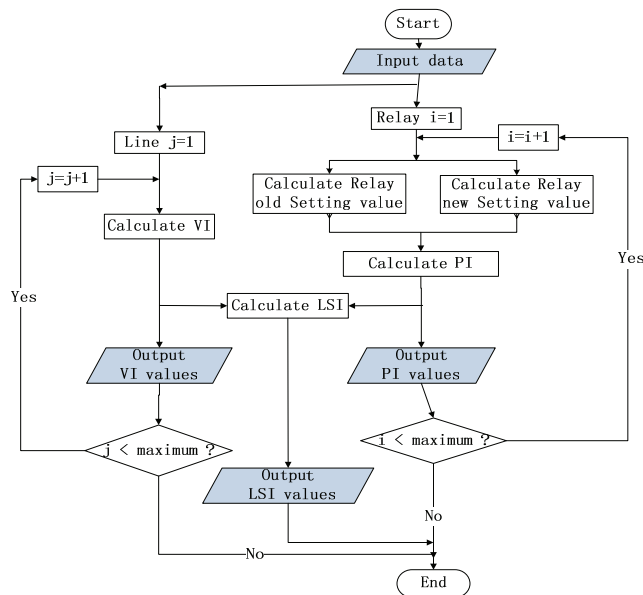 Start
Input data
Relay i=1
Line j=1
i=i+1
j=j+1
Calculate Relay
old Setting value
Calculate Relay
new Setting value
Calculate VI
Calculate PI
Yes
Yes
Calculate LSI
Output
VI values
Output
PI values
j < maximum ?
i < maximum ?
Output
LSI values
No
No
End